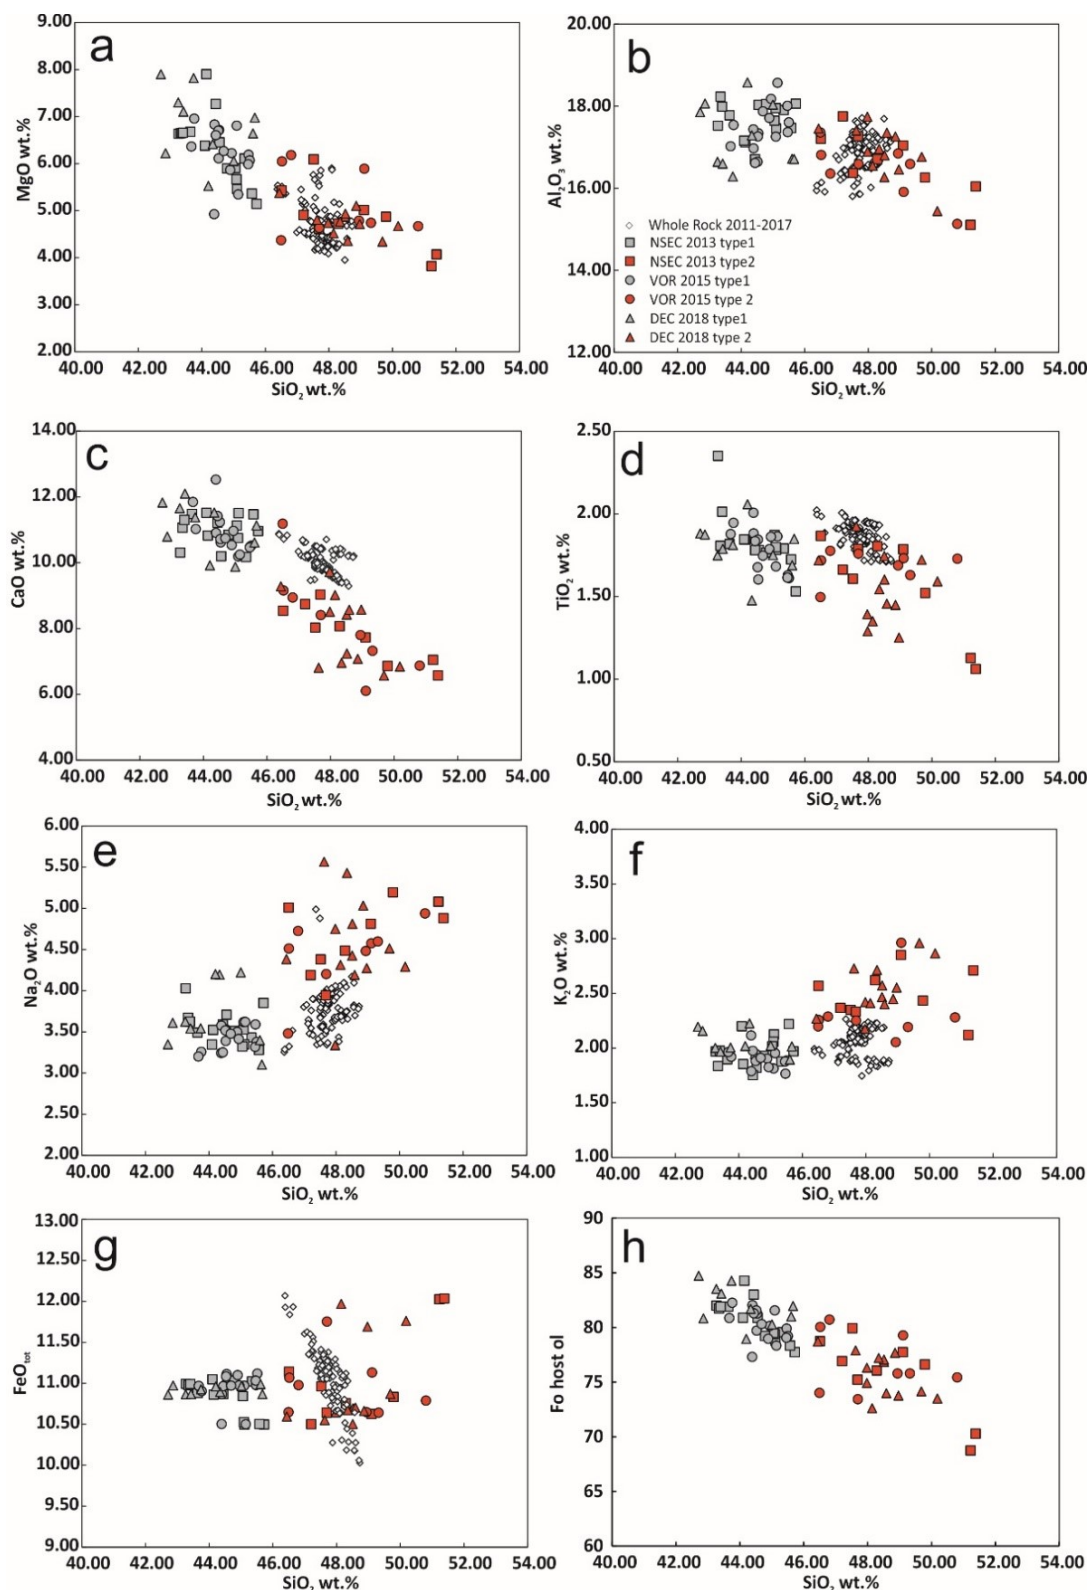 a
9.00
8.00
7.00
6.00
5.00
4.00
3.00
2.00
MgO wt.%
40.00 42.00 44.00 46.00 48.00 50.00 52.00 54.00
SiO₂ wt.%
b
20.00
18.00
16.00
14.00
12.00
Al₂O₃ wt.%
Whole Rock 2011-2017
NSEC 2013 type1
NSEC 2013 type2
VOR 2015 type1
VOR 2015 type 2
DEC 2018 type1
DEC 2018 type 2
40.00 42.00 44.00 46.00 48.00 50.00 52.00 54.00
SiO₂ wt.%
c
14.00
12.00
10.00
8.00
6.00
4.00
CaO wt.%
40.00 42.00 44.00 46.00 48.00 50.00 52.00 54.00
SiO₂ wt.%
d
2.50
2.00
1.50
1.00
0.50
TiO₂ wt.%
40.00 42.00 44.00 46.00 48.00 50.00 52.00 54.00
SiO₂ wt.%
e
6.00
5.50
5.00
4.50
4.00
3.50
3.00
2.50
2.00
Na₂O wt.%
40.00 42.00 44.00 46.00 48.00 50.00 52.00 54.00
SiO₂ wt.%
f
4.00
3.50
3.00
2.50
2.00
1.50
1.00
K₂O wt.%
40.00 42.00 44.00 46.00 48.00 50.00 52.00 54.00
SiO₂ wt.%
g
13.00
12.00
11.50
11.00
10.50
10.00
9.00
FeOtot
40.00 42.00 44.00 46.00 48.00 50.00 52.00 54.00
SiO₂ wt.%
h
90
85
80
75
70
65
60
Fo host ol
40.00 42.00 44.00 46.00 48.00 50.00 52.00 54.00
SiO₂ wt.%